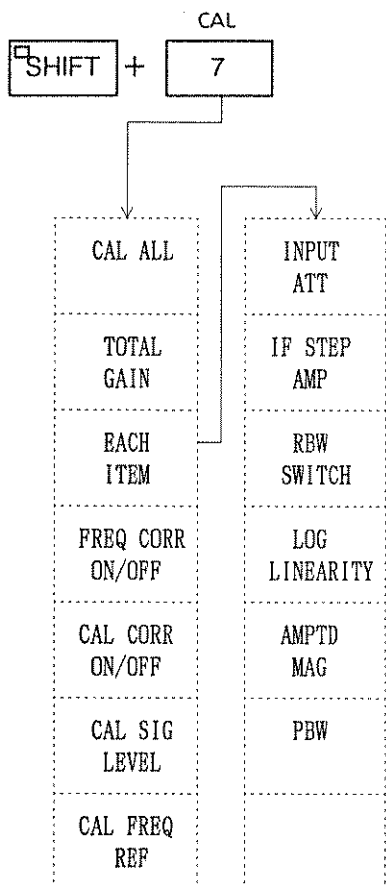 CAL
SHIFT + 7
CAL ALL
TOTAL
GAIN
EACH
ITEM
FREQ CORR
ON/OFF
CAL CORR
ON/OFF
CAL SIG
LEVEL
CAL FREQ
REF
INPUT
ATT
IF STEP
AMP
RBW
SWITCH
LOG
LINEARITY
AMPTD
MAG
PBW